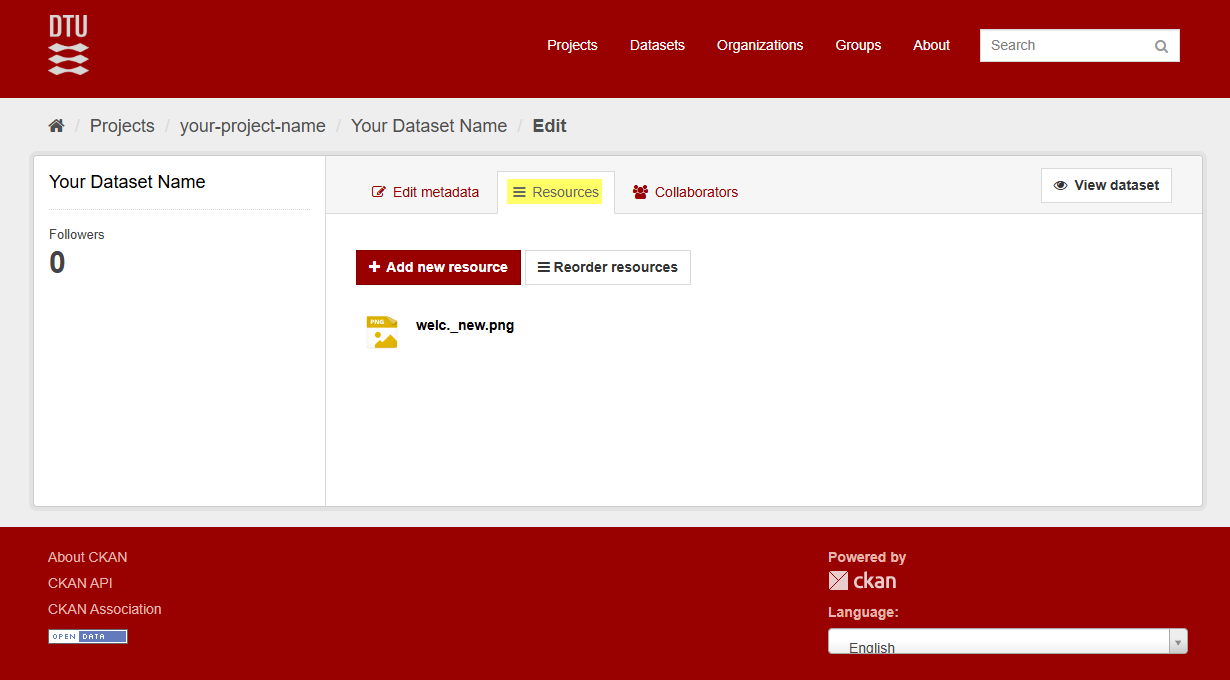 DTU
Projects Datasets Organizations Groups About Search
/ Projects / your-project-name / Your Dataset Name / Edit
Your Dataset Name
Followers
0
Edit metadata Resources Collaborators View dataset
Add new resource Reorder resources
PNG welc._new.png
About CKAN
CKAN API
CKAN Association
OPEN DATA
Powered by
ckan
Language:
English